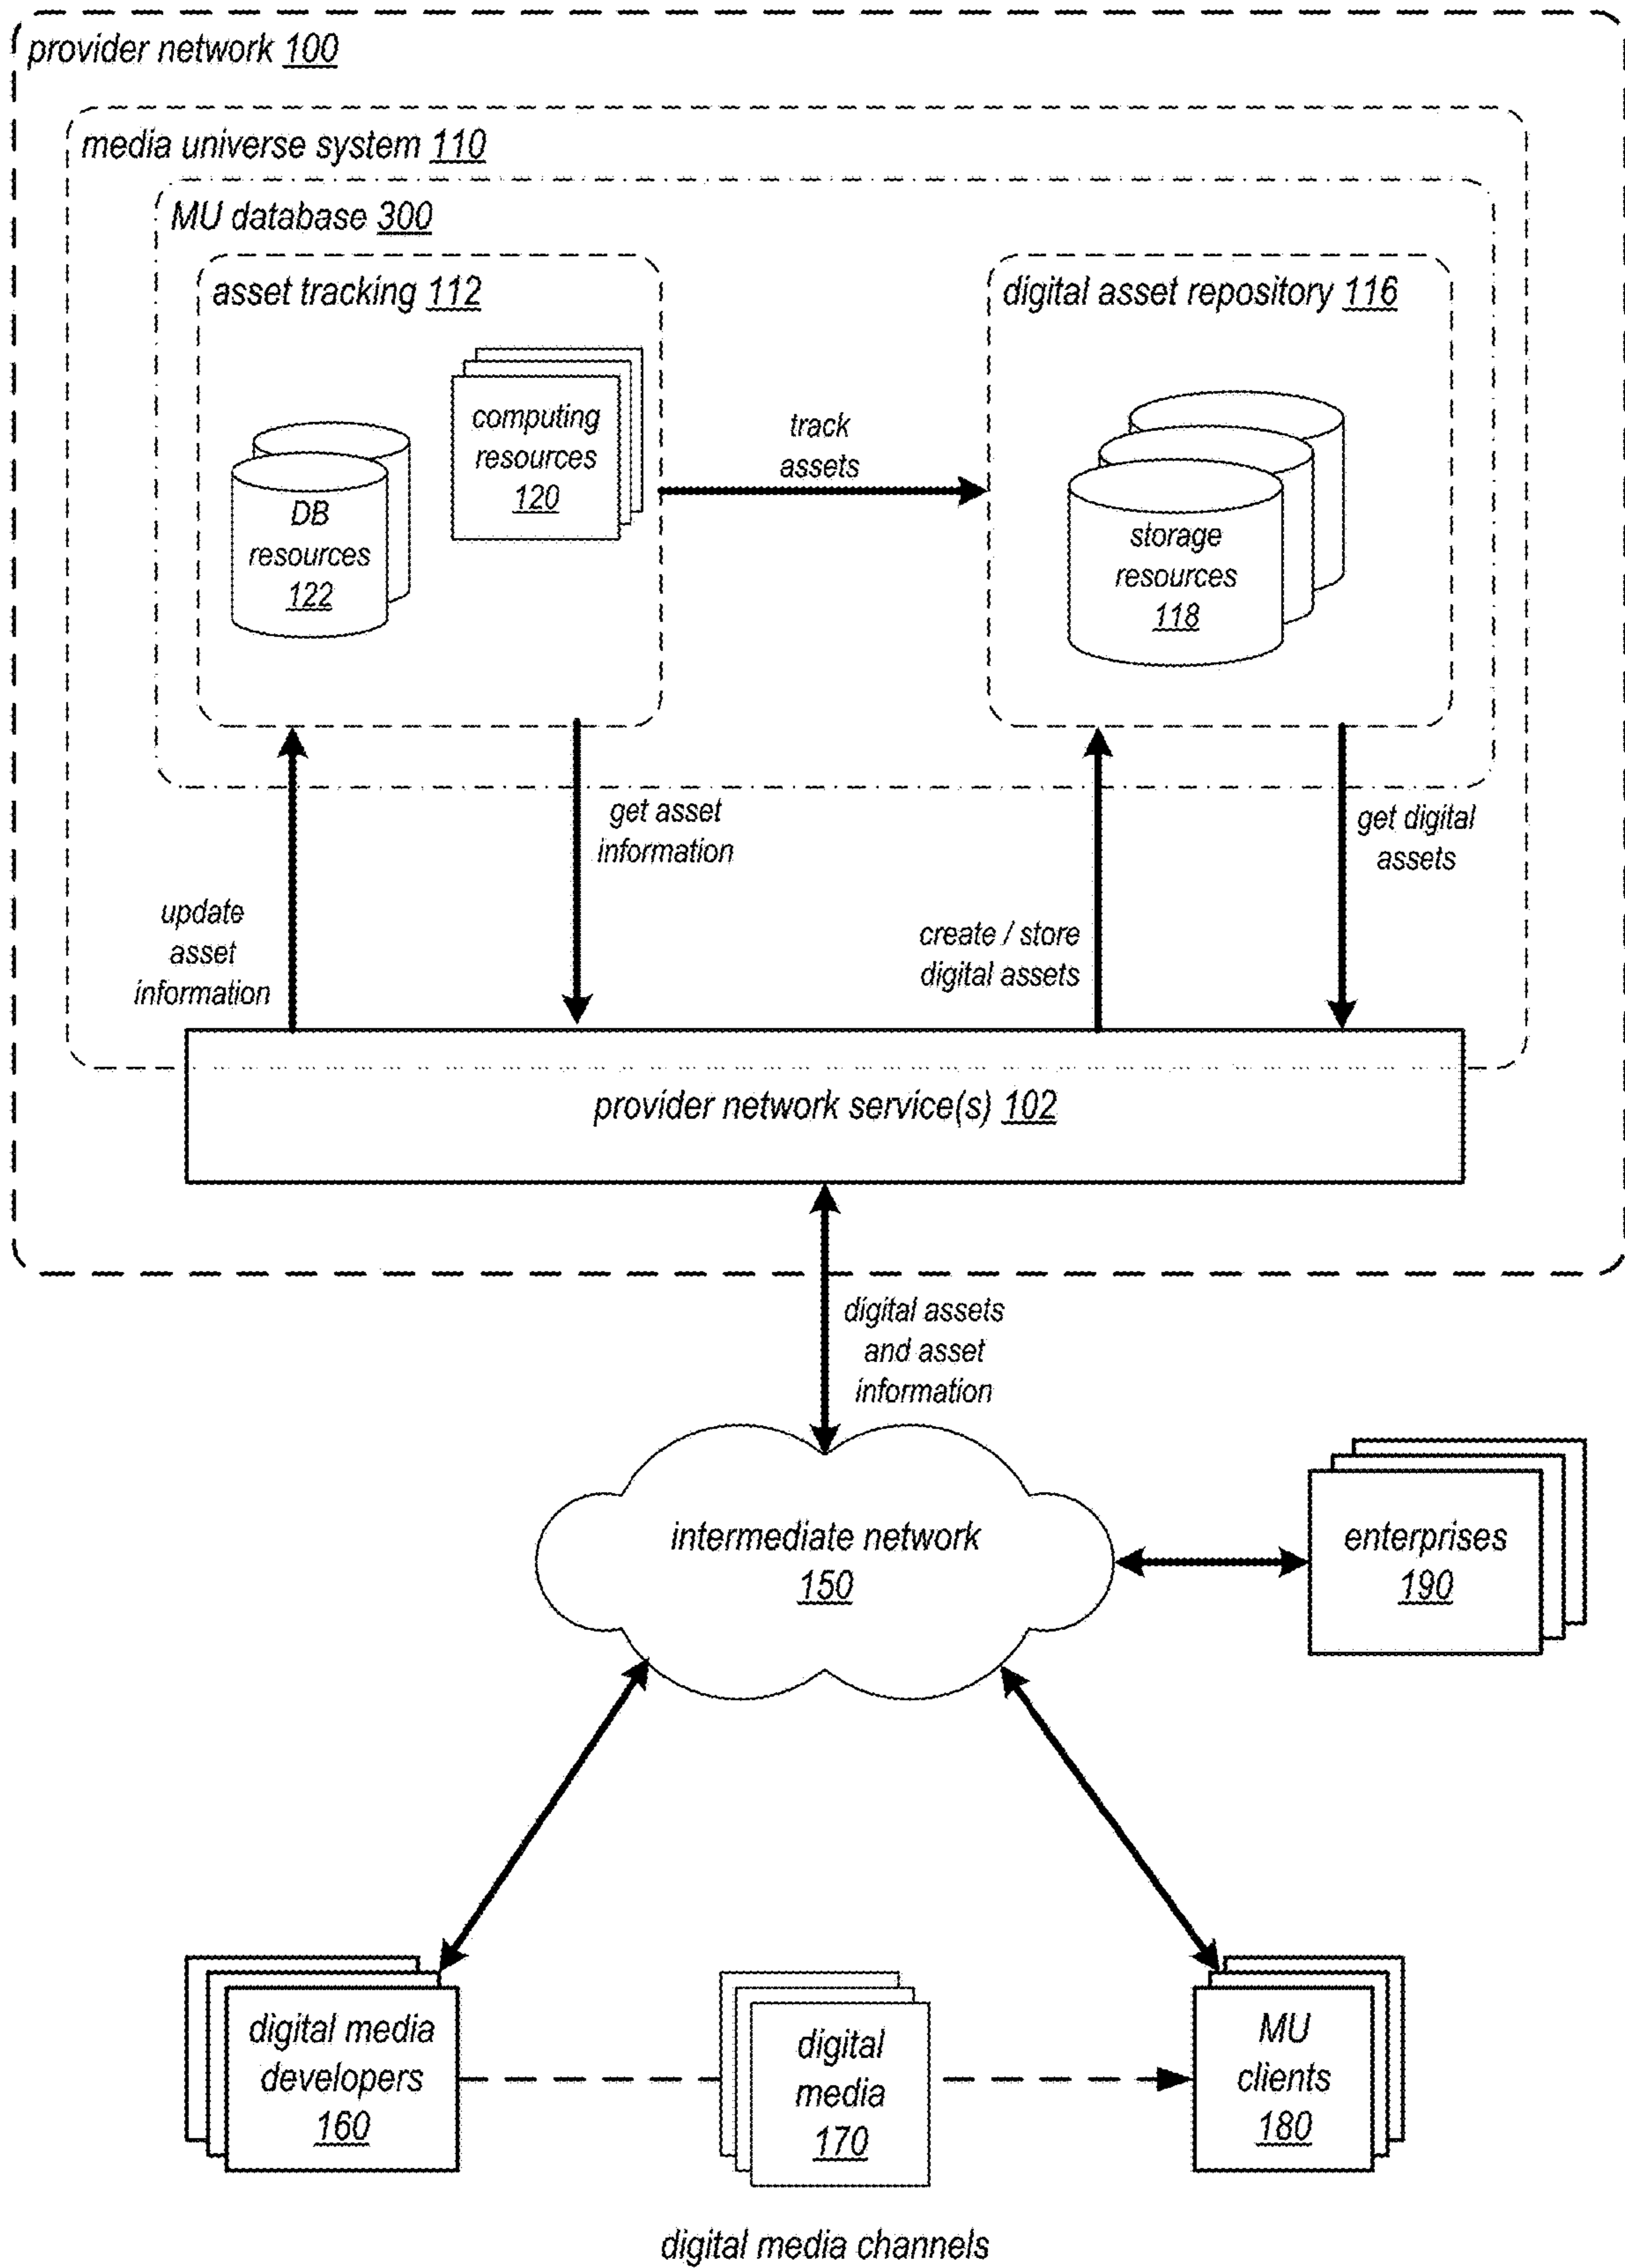 provider network 100
media universe system 110
MU database 300
asset tracking 112
digital asset repository 116
computing
resources
120
DB
resources
122
track
assets
storage
resources
118
get asset
information
get digital
assets
update
asset
information
create / store
digital assets
provider network service(s) 102
digital assets
and asset
information
intermediate network
150
enterprises
190
digital media
developers
160
digital
media
170
MU
clients
180
digital media channels